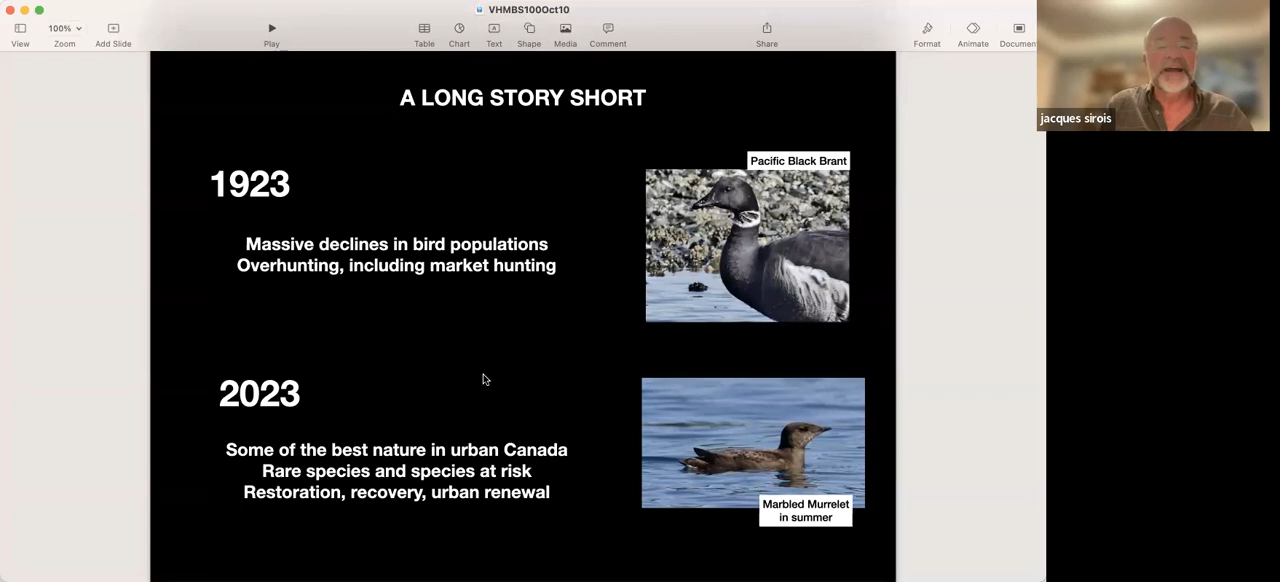 VHMBS100Oct10
100%
View
Zoom
Add Slide
Play
Table
Chart
Text
Shape
Media
Comment
Share
Format
Animate
Documen
jacques sirois
A LONG STORY SHORT
1923
Massive declines in bird populations
Overhunting, including market hunting
Pacific Black Brant
2023
Some of the best nature in urban Canada
Rare species and species at risk
Restoration, recovery, urban renewal
Marbled Murrelet
in summer